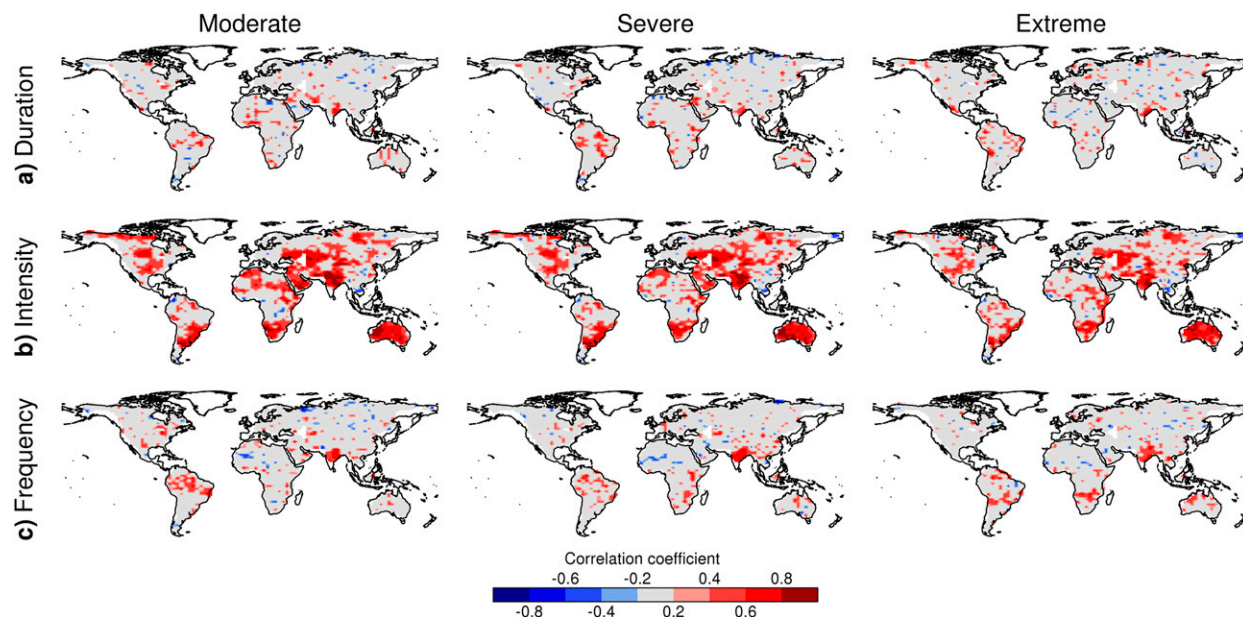 Moderate Severe Extreme
a) Duration
b) Intensity
c) Frequency
Correlation coefficient
-0.6 -0.2 0.4 0.8
-0.8 -0.4 0.2 0.6